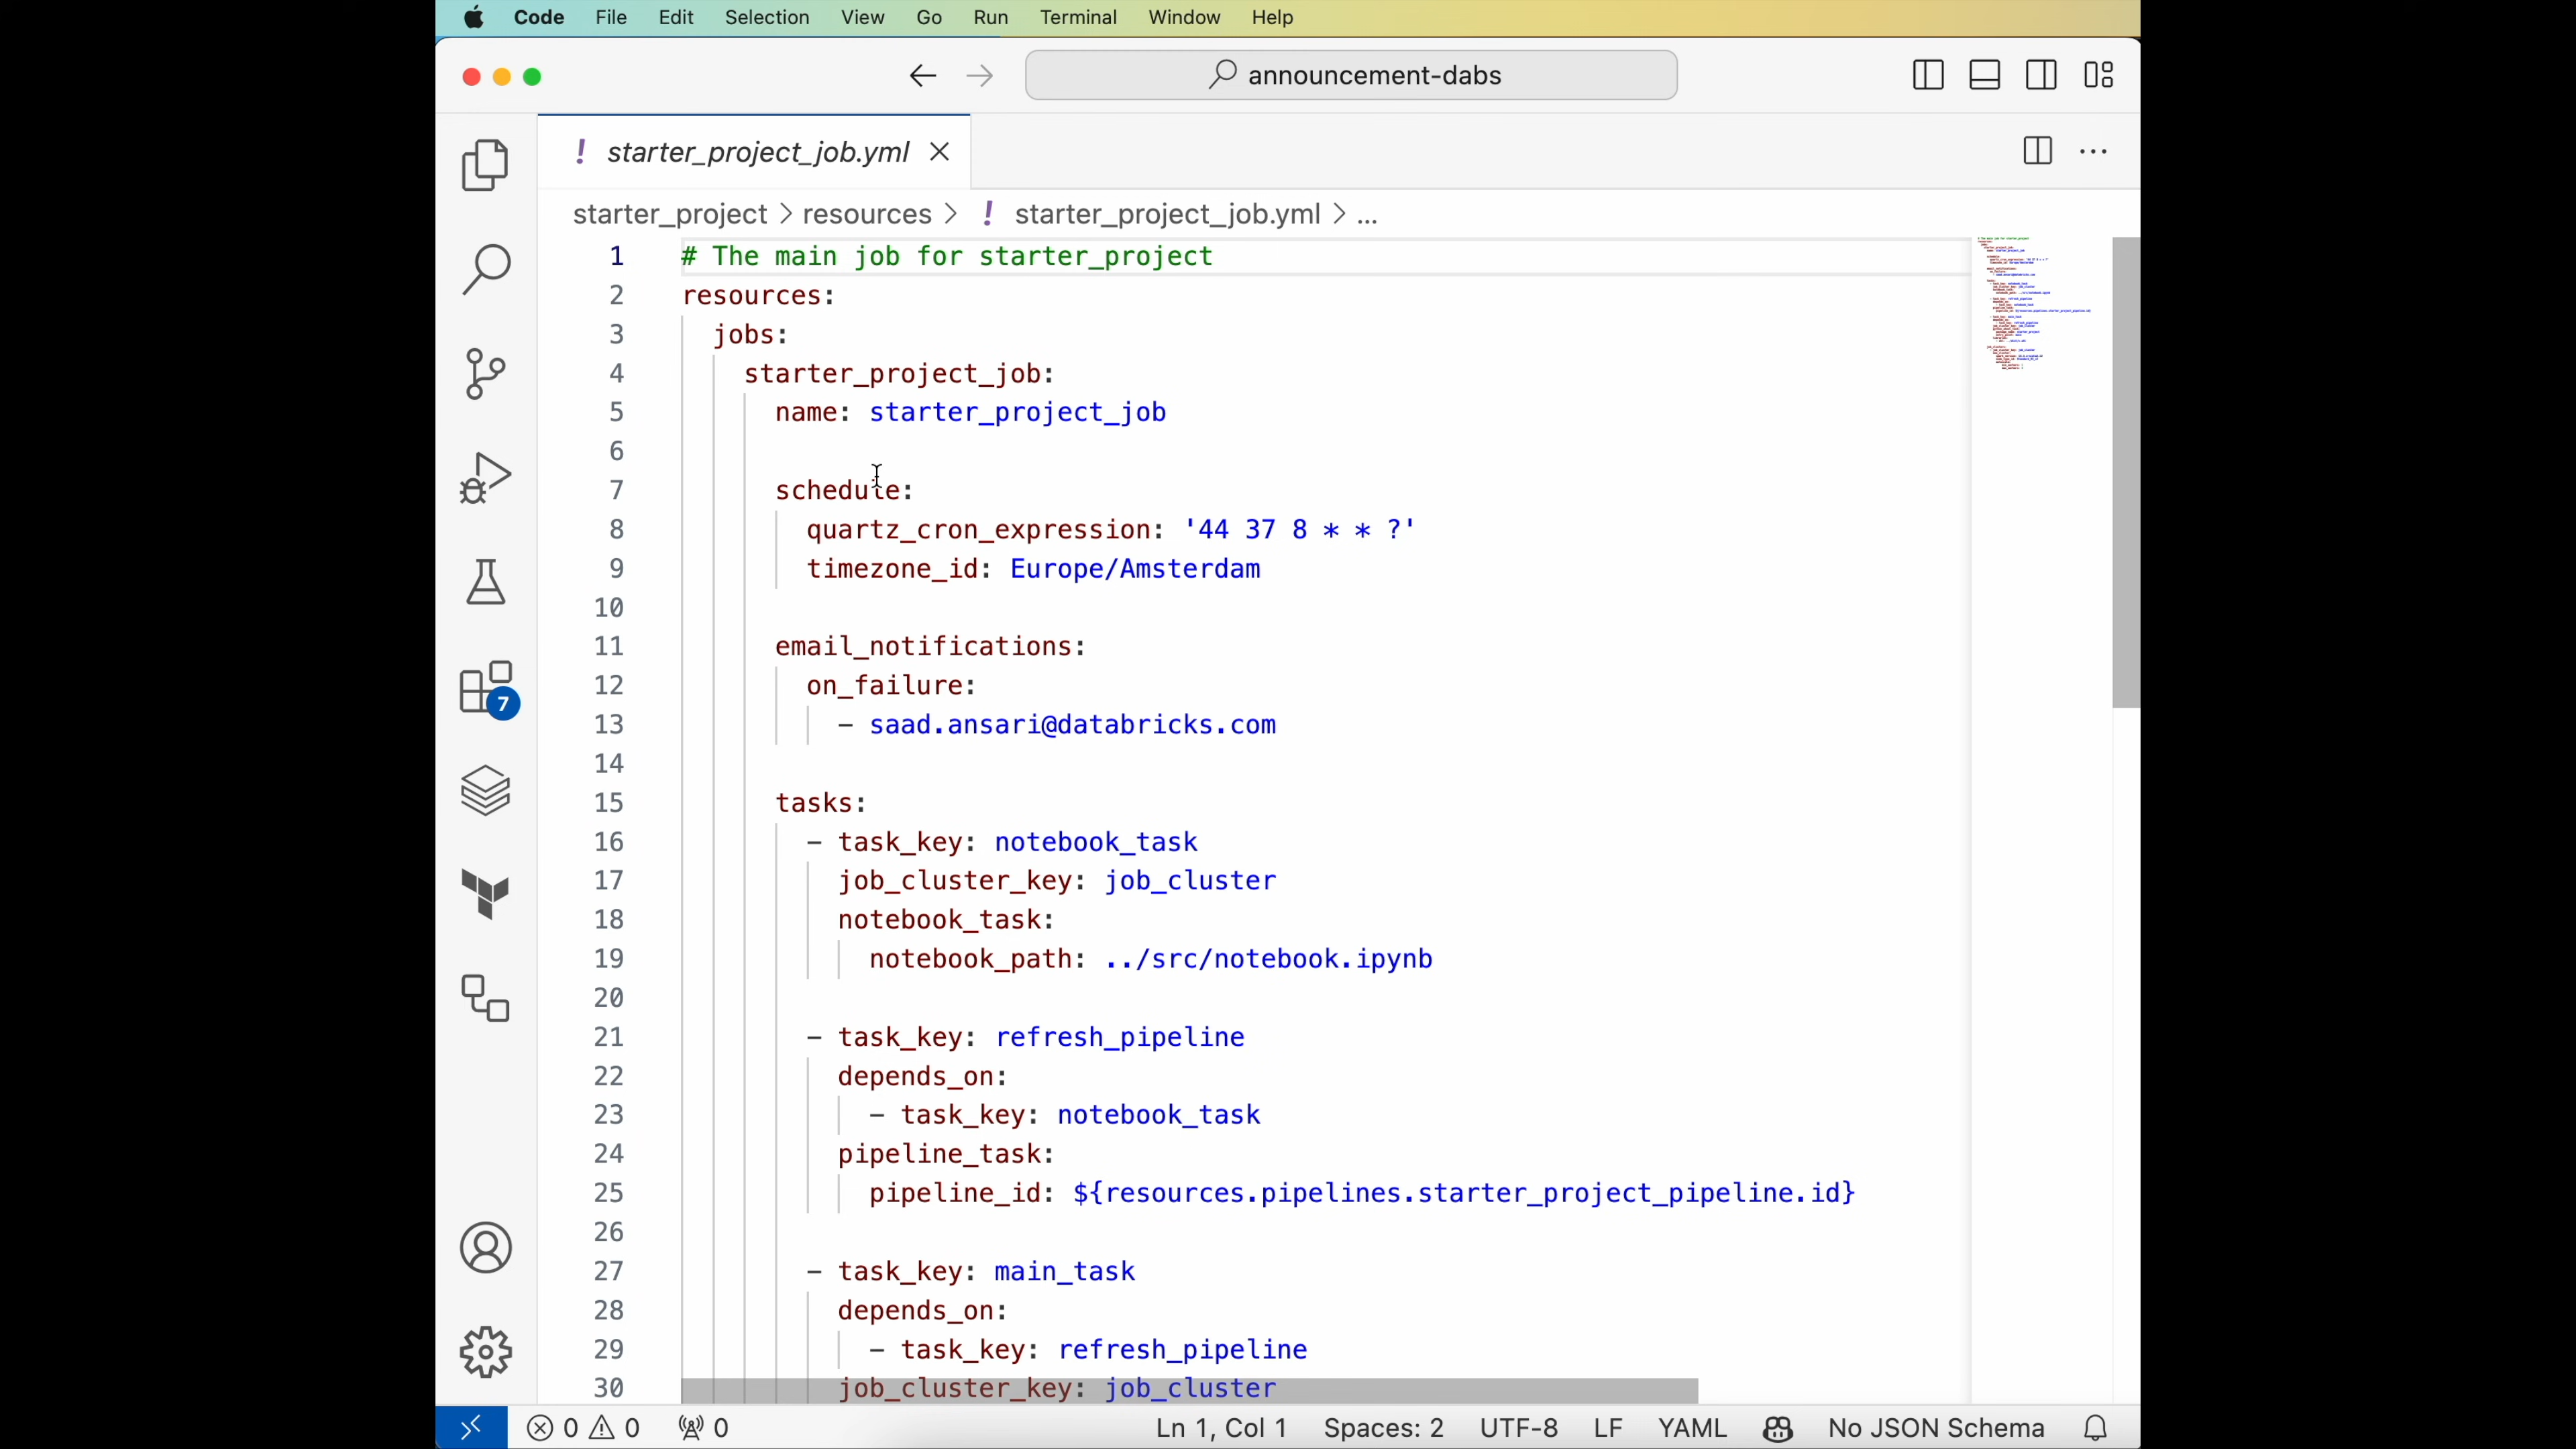 Code File Edit Selection View Go Run Terminal Window Help
announcement-dabs
! starter_project_job.yml
starter_project > resources > ! starter_project_job.yml > ...
1 # The main job for starter_project
2 resources:
3 jobs:
4 starter_project_job:
5 name: starter_project_job
6
7 schedule:
8 quartz_cron_expression: '44 37 8 * * ?'
9 timezone_id: Europe/Amsterdam
10
11 email_notifications:
12 on_failure:
13 - saad.ansari@databricks.com
14
15 tasks:
16 - task_key: notebook_task
17 job_cluster_key: job_cluster
18 notebook_task:
19 notebook_path: ../src/notebook.ipynb
20
21 - task_key: refresh_pipeline
22 depends_on:
23 - task_key: notebook_task
24 pipeline_task:
25 pipeline_id: ${resources.pipelines.starter_project_pipeline.id}
26
27 - task_key: main_task
28 depends_on:
29 - task_key: refresh_pipeline
30 job_cluster_key: job_cluster
7
0 0 0 Ln 1, Col 1 Spaces: 2 UTF-8 LF YAML No JSON Schema